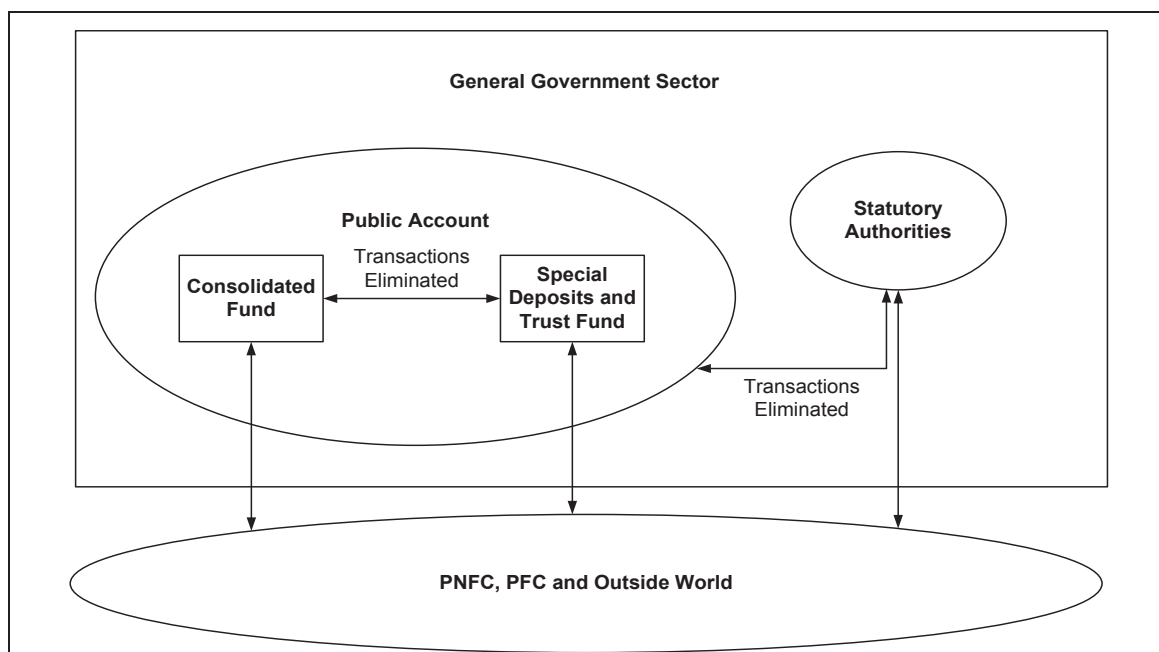 General Government Sector
Public Account
Transactions
Eliminated
Consolidated
Fund
Special
Deposits and
Trust Fund
Statutory
Authorities
Transactions
Eliminated
PNFC, PFC and Outside World